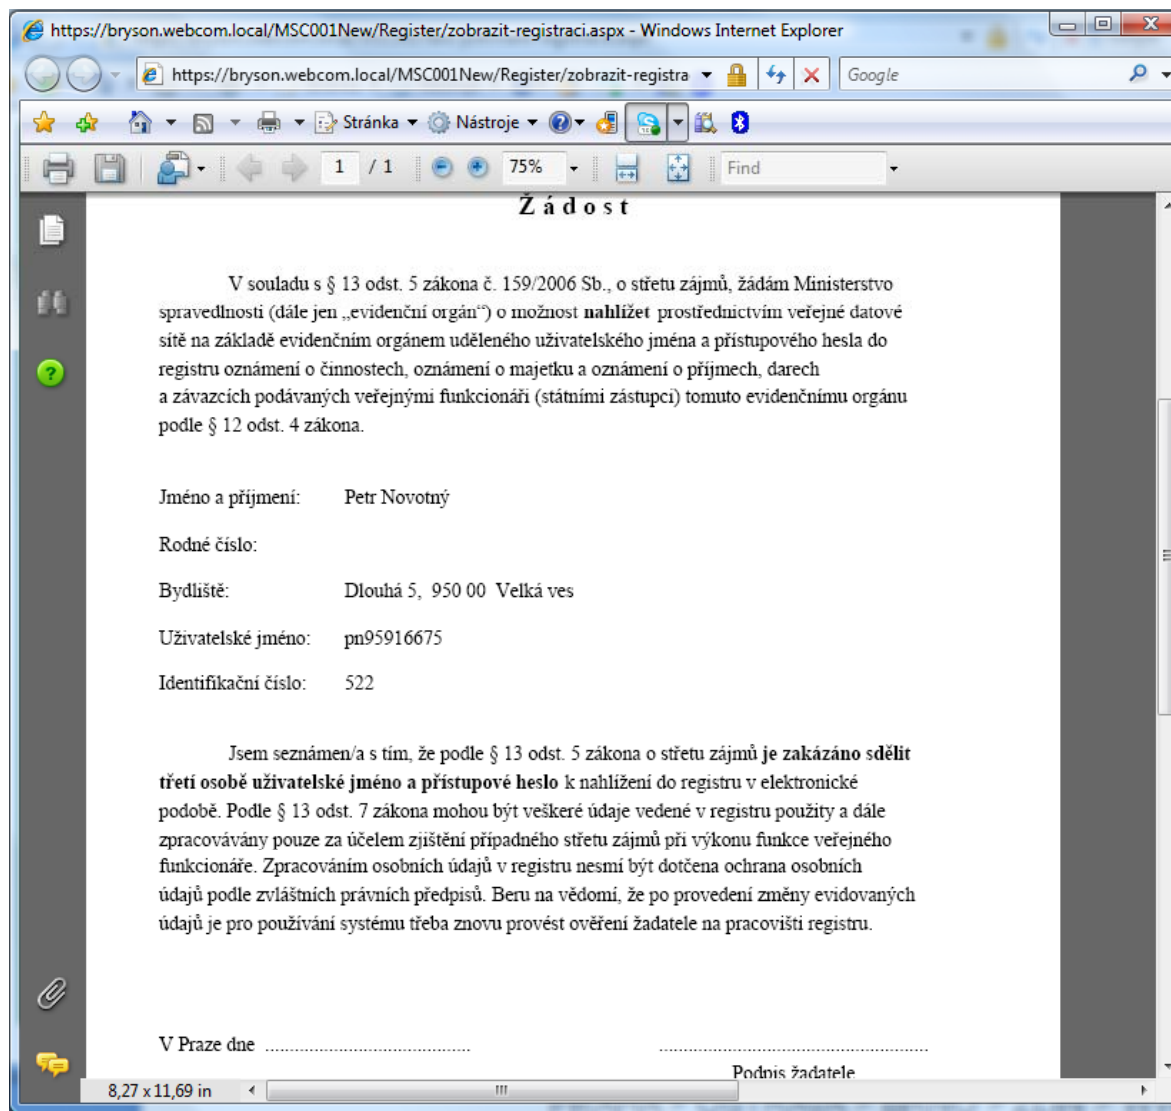 https://bryson.webcom.local/MSC001New/Register/zobrazit-registraci.aspx - Windows Internet Explorer
https://bryson.webcom.local/MSC001New/Register/zobrazit-registra
Google
Stránka
Nástroje
1 / 1
75%
Find
Žádost
V souladu s § 13 odst. 5 zákona č. 159/2006 Sb., o střetu zájmů, žádám Ministerstvo
spravedlnosti (dále jen „evidenční orgán“) o možnost nahlížet prostřednictvím veřejné datové
sítě na základě evidenčním orgánem uděleného uživatelského jména a přístupového hesla do
registru oznámení o činnostech, oznámení o majetku a oznámení o příjmech, darech
a závazcích podávaných veřejnými funkcionáři (státními zástupci) tomuto evidenčnímu orgánu
podle § 12 odst. 4 zákona.
Jméno a příjmení: Petr Novotný
Rodné číslo:
Bydliště: Dlouhá 5, 950 00 Velká ves
Uživatelské jméno: pn95916675
Identifikační číslo: 522
Jsem seznámen/a s tím, že podle § 13 odst. 5 zákona o střetu zájmů je zakázáno sdělit
třetí osobě uživatelské jméno a přístupové heslo k nahlížení do registru v elektronické
podobě. Podle § 13 odst. 7 zákona mohou být veškeré údaje vedené v registru použity a dále
zpracovávány pouze za účelem zjištění případného střetu zájmů při výkonu funkce veřejného
funkcionáře. Zpracováním osobních údajů v registru nesmí být dotčena ochrana osobních
údajů podle zvláštních právních předpisů. Beru na vědomí, že po provedení změny evidovaných
údajů je pro používání systému třeba znovu provést ověření žadatele na pracovišti registru.
V Praze dne .......................................... .......................................................
Podpis žadatele
8,27 x 11,69 in